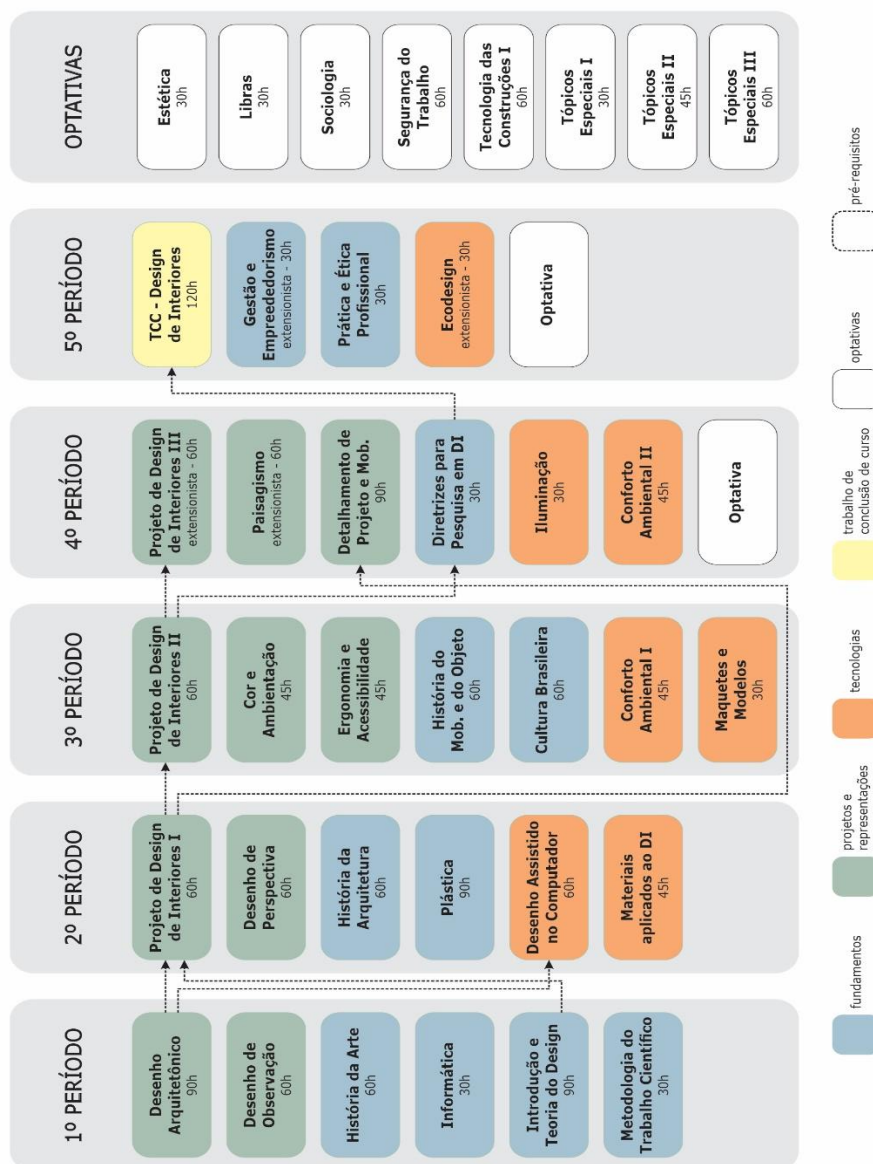 1º PERÍODO
Desenho
Arquitetônico
90h
Desenho de
Observação
60h
História da Arte
60h
Informática
30h
Introdução e
Teoria do Design
90h
Metodologia do
Trabalho Científico
30h
2º PERÍODO
Projeto de Design
de Interiores I
60h
Desenho de
Perspectiva
60h
História da
Arquitetura
60h
Plástica
90h
Desenho Assistido
no Computador
60h
Materiais
aplicados ao DI
45h
3º PERÍODO
Projeto de Design
de Interiores II
60h
Cor e
Ambientação
45h
Ergonomia e
Acessibilidade
45h
História do
Mob. e do Objeto
60h
Cultura Brasileira
60h
Conforto
Ambiental I
45h
Maquetes e
Modelos
30h
4º PERÍODO
Projeto de Design
de Interiores III
extensionista - 60h
Paisagismo
extensionista - 60h
Detalhamento de
Projeto e Mob.
90h
Diretrizes para
Pesquisa em DI
30h
Iluminação
30h
Conforto
Ambiental II
45h
Optativa
5º PERÍODO
TCC - Design
de Interiores
120h
Gestão e
Empreededorismo
extensionista - 30h
Prática e Ética
Profissional
30h
Ecodesign
extensionista - 30h
Optativa
OPTATIVAS
Estética
30h
Libras
30h
Sociologia
30h
Segurança do
Trabalho
60h
Tecnologia das
Construções I
60h
Tópicos
Especiais I
30h
Tópicos
Especiais II
45h
Tópicos
Especiais III
60h
fundamentos
projetos e
representações
tecnologias
trabalho de
conclusão de curso
optativas
pré-requisitos